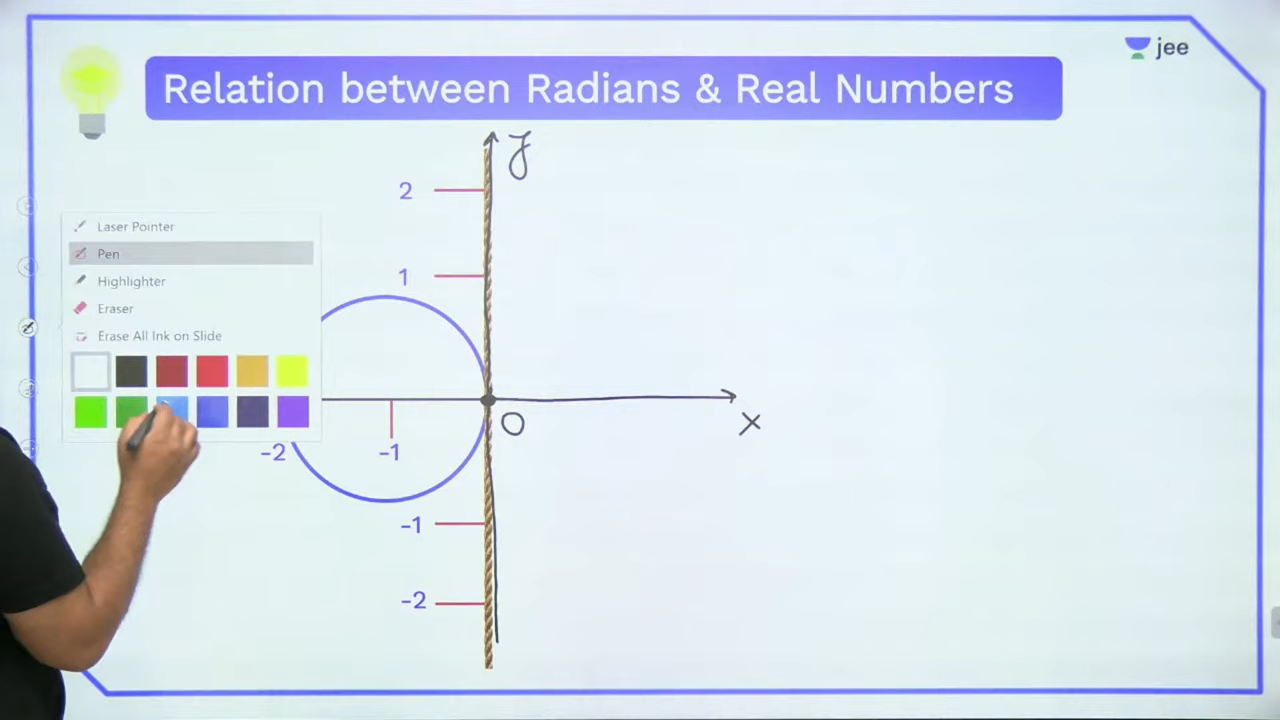 jee
Relation between Radians & Real Numbers
y
2
Laser Pointer
Pen
1
Highlighter
Eraser
Erase All Ink on Slide
O
x
-2
-1
-1
-2